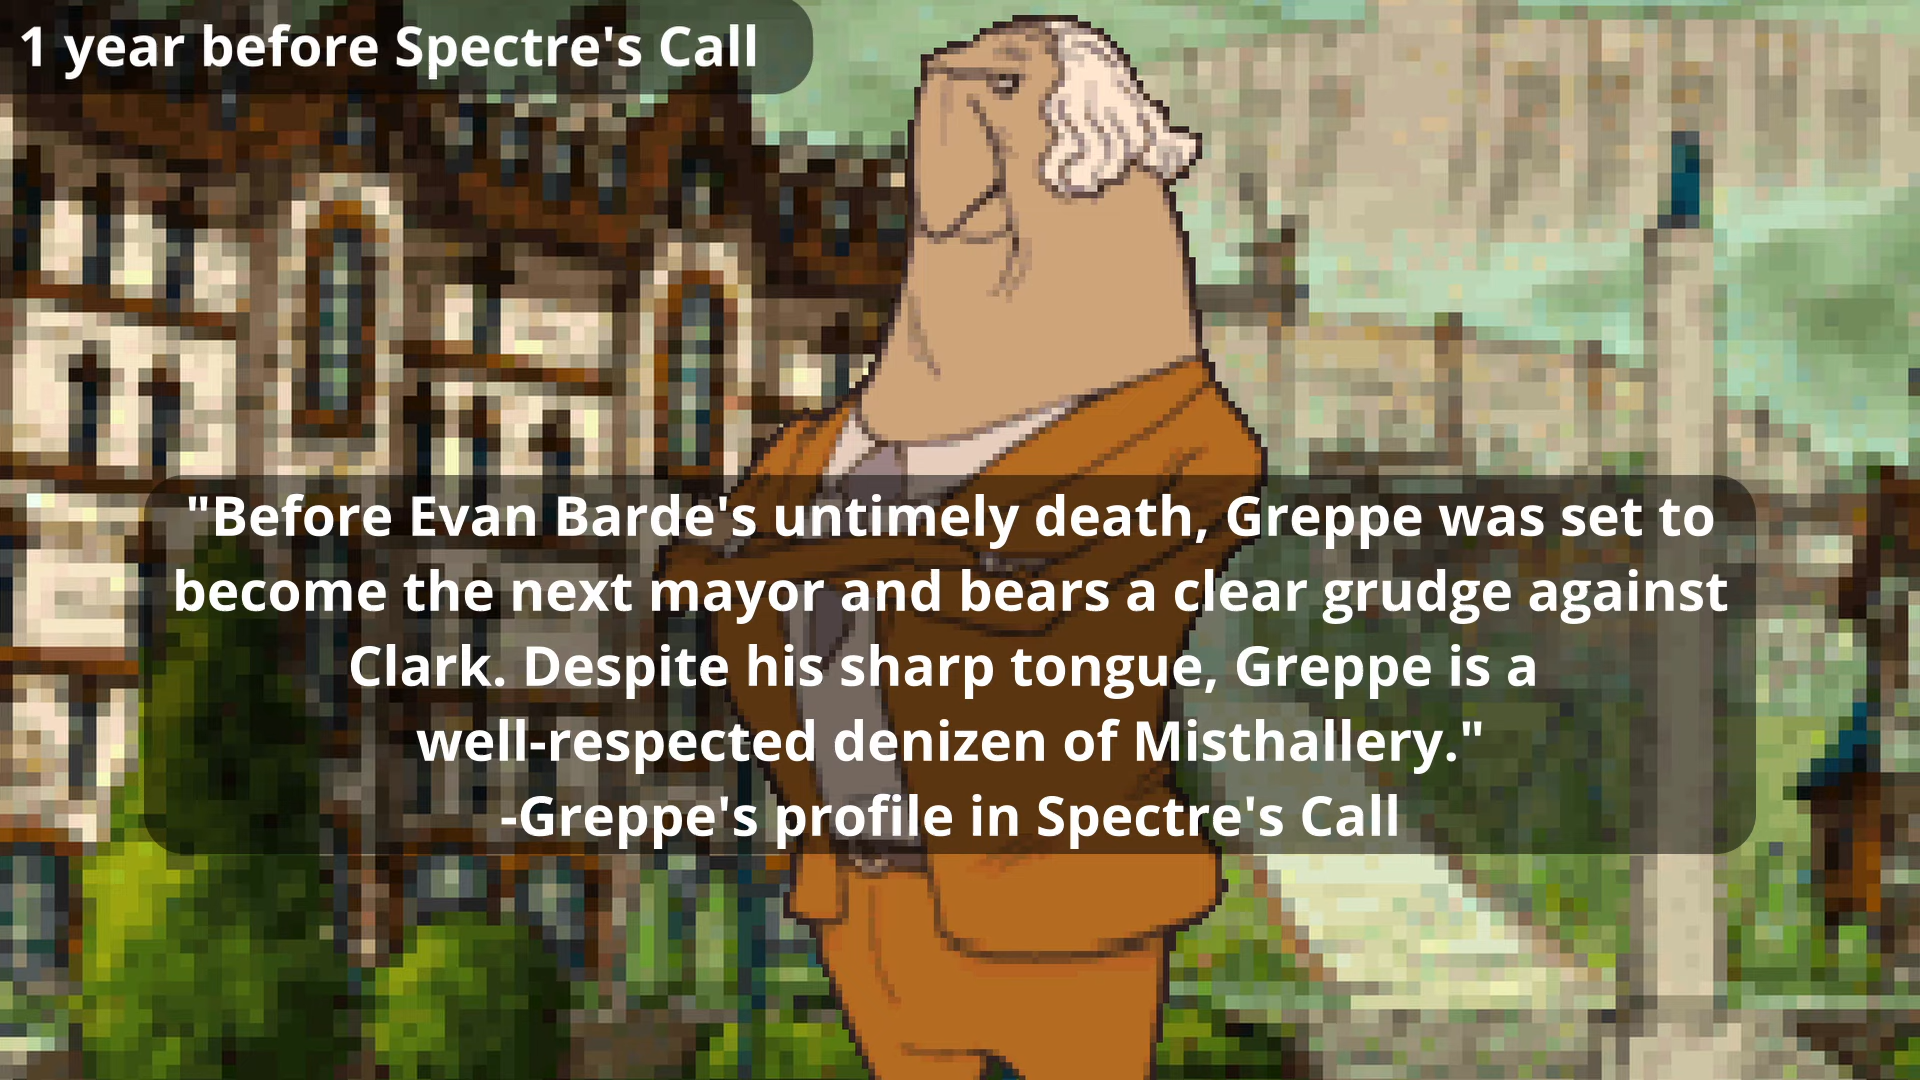 1 year before Spectre's Call
"Before Evan Barde's untimely death, Greppe was set to
become the next mayor and bears a clear grudge against
Clark. Despite his sharp tongue, Greppe is a
well-respected denizen of Misthallery."
-Greppe's profile in Spectre's Call